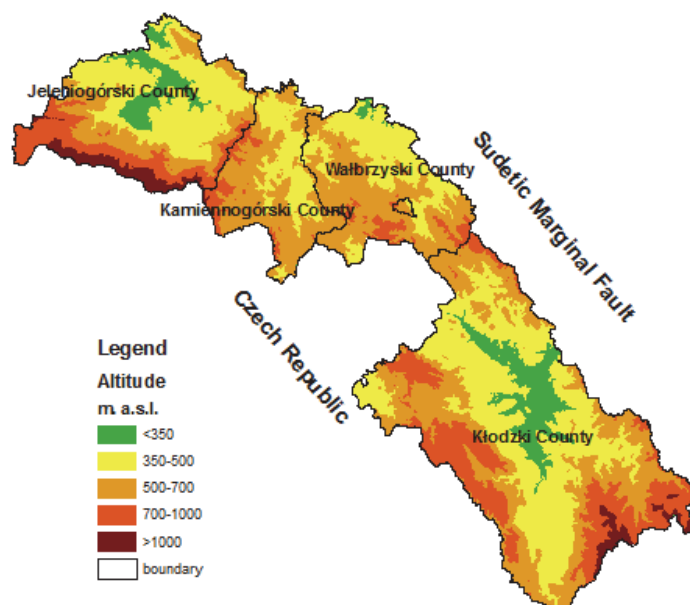 Jeleniogórski County
Wałbrzyski County
Kamiennogórski County
Sudetic Marginal Fault
Czech Republic
Kłodzki County
Legend
Altitude
m. a.s.l.
<350
350-500
500-700
700-1000
>1000
boundary